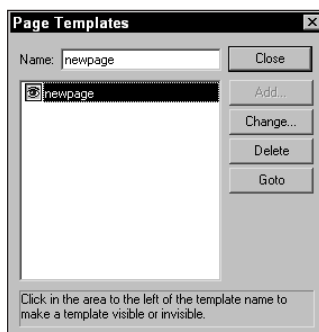 Page Templates
Name: newpage
Close
newpage
Add...
Change...
Delete
Goto
Click in the area to the left of the template name to
make a template visible or invisible.